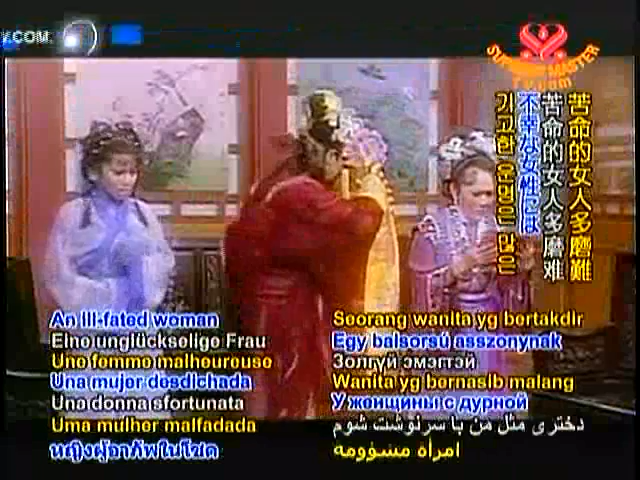 Y.COM
SUPREME MASTER
TV.com
苦命的女人多磨難
苦命的女人多磨难
不幸な女性には
기구한 운명은 많은
An Ill-fated woman
Eine unglückselige Frau
Une femme malheureuse
Una mujer desdichada
Una donna sfortunata
Uma mulher malfadada
หญิงผู้อาภัพในโชค
Seorang wanita yg bertakdir
Egy balsorsú asszonynak
Золгүй эмэгтэй
Wanita yg bernasib malang
У женщины с дурной
دختری مثل من با سرنوشت شوم
امرأة مشؤومة